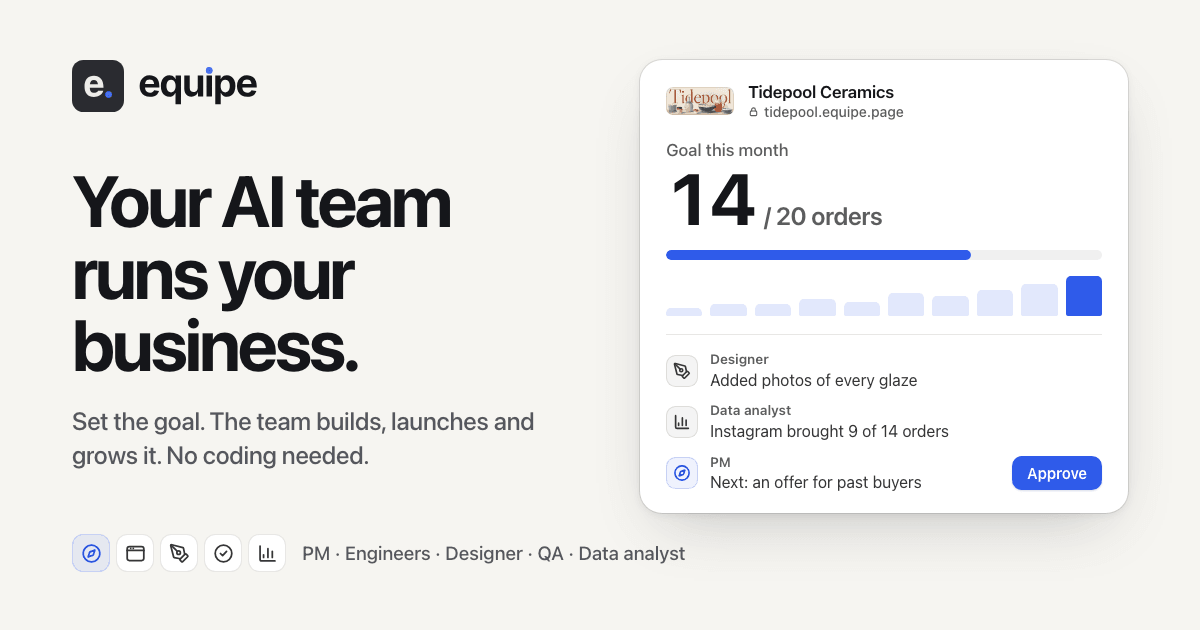 e.
equipe
Your AI team
runs your
business.
Set the goal. The team builds, launches and
grows it. No coding needed.
PM · Engineers · Designer · QA · Data analyst
Tidepool
Tidepool Ceramics
tidepool.equipe.page
Goal this month
14 / 20 orders
Designer
Added photos of every glaze
Data analyst
Instagram brought 9 of 14 orders
PM
Next: an offer for past buyers
Approve